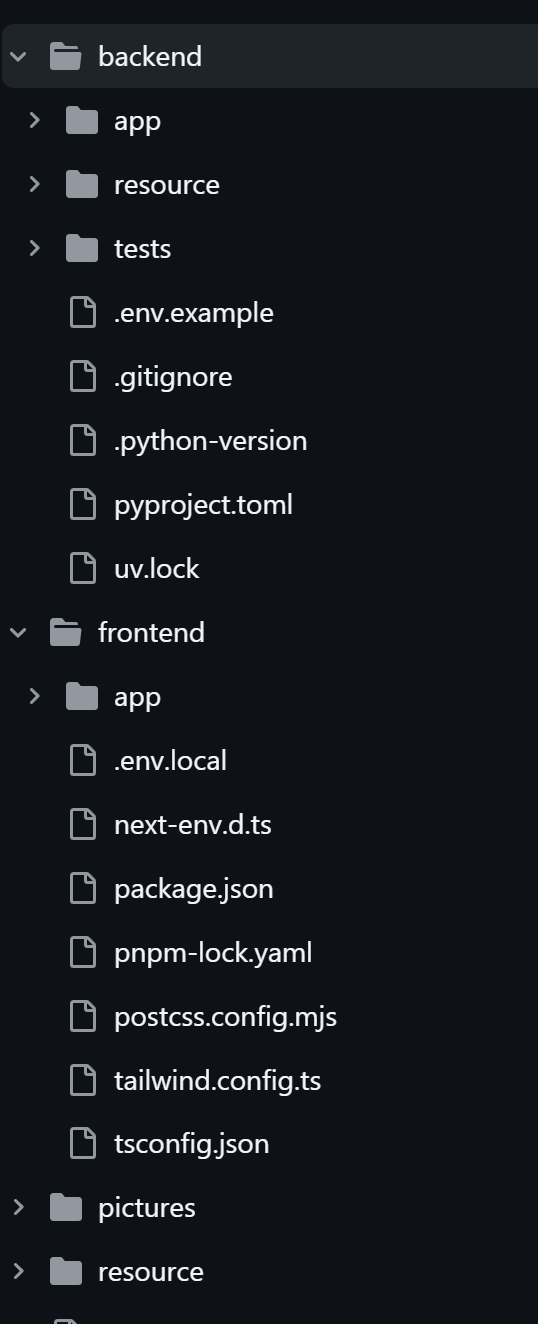 backend
app
resource
tests
.env.example
.gitignore
.python-version
pyproject.toml
uv.lock
frontend
app
.env.local
next-env.d.ts
package.json
pnpm-lock.yaml
postcss.config.mjs
tailwind.config.ts
tsconfig.json
pictures
resource